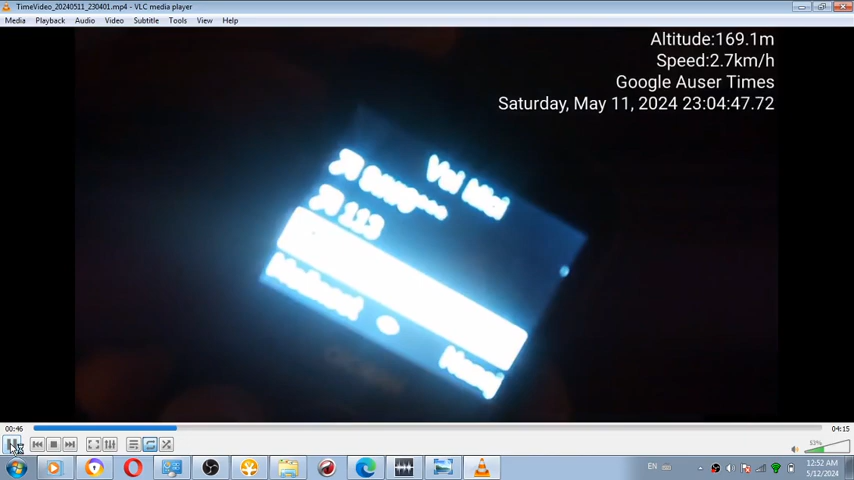 TimeVideo_20240511_230401.mp4 - VLC media player
Media Playback Audio Video Subtitle Tools View Help
Altitude:169.1m
Speed:2.7km/h
Google Auser Times
Saturday, May 11, 2024 23:04:47.72
113
00:46
04:15
53%
EN
12:52 AM
5/12/2024